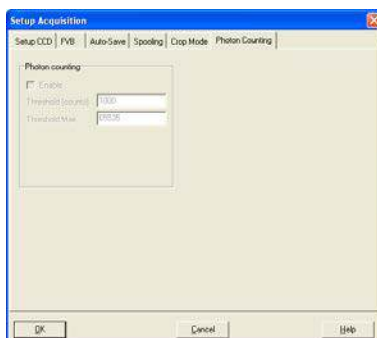 Setup Acquisition
Setup CCD FVB Auto-Save Spooling Crop Mode Photon Counting
Photon counting
Enable
Threshold (counts) 1000
Threshold Max 65535
OK Cancel Help